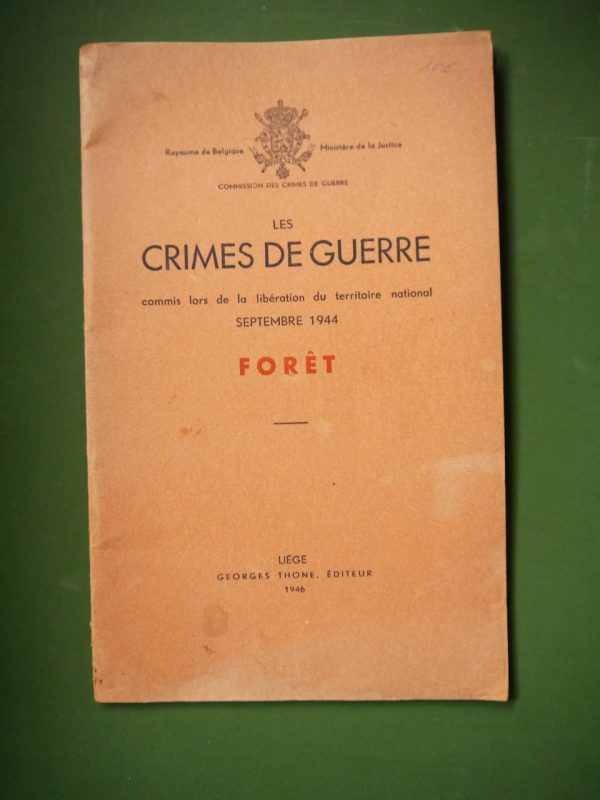 106
Royaume de Belgique Ministère de la Justice
COMMISSION DES CRIMES DE GUERRE
LES
CRIMES DE GUERRE
commis lors de la libération du territoire national
SEPTEMBRE 1944
FORÊT
LIÈGE
GEORGES THONE, ÉDITEUR
1946